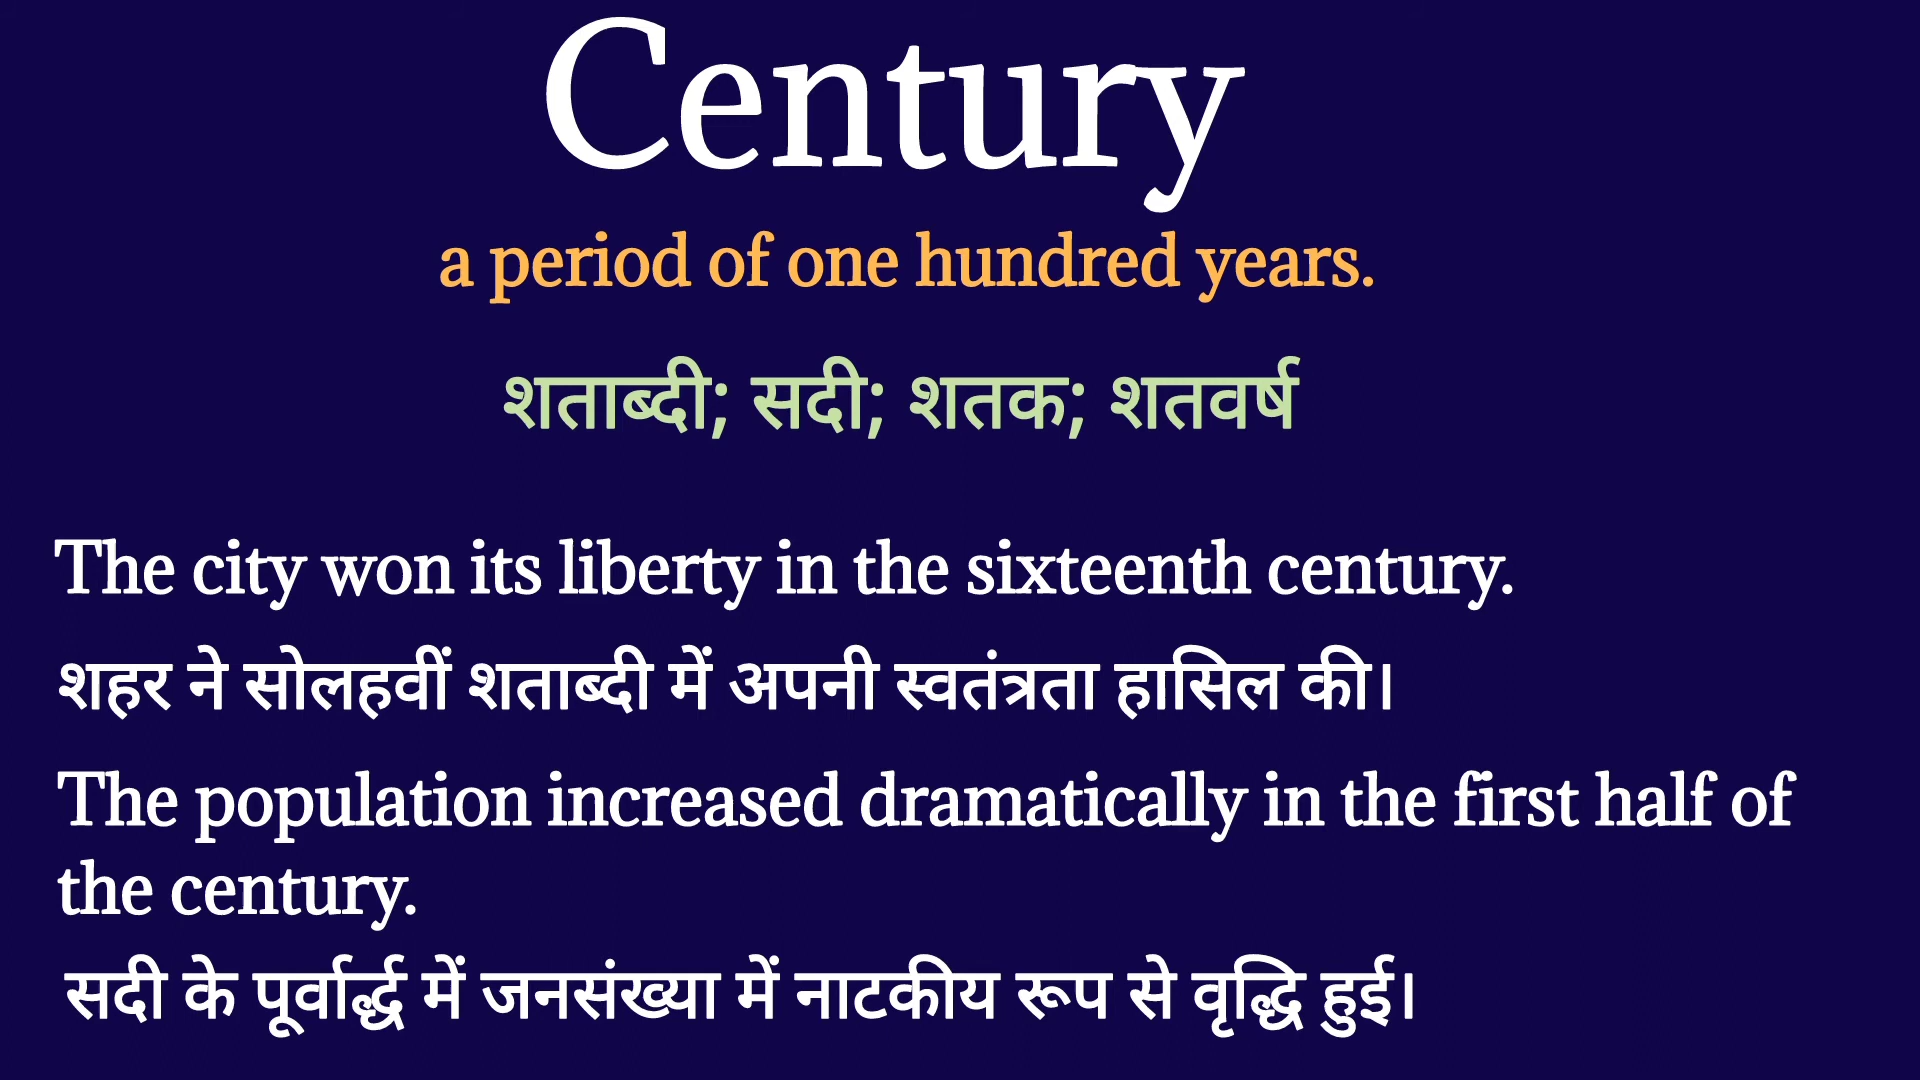 Century
a period of one hundred years.
शताब्दी; सदी; शतक; शतवर्ष
The city won its liberty in the sixteenth century.
शहर ने सोलहवीं शताब्दी में अपनी स्वतंत्रता हासिल की।
The population increased dramatically in the first half of
the century.
सदी के पूर्वार्द्ध में जनसंख्या में नाटकीय रूप से वृद्धि हुई।